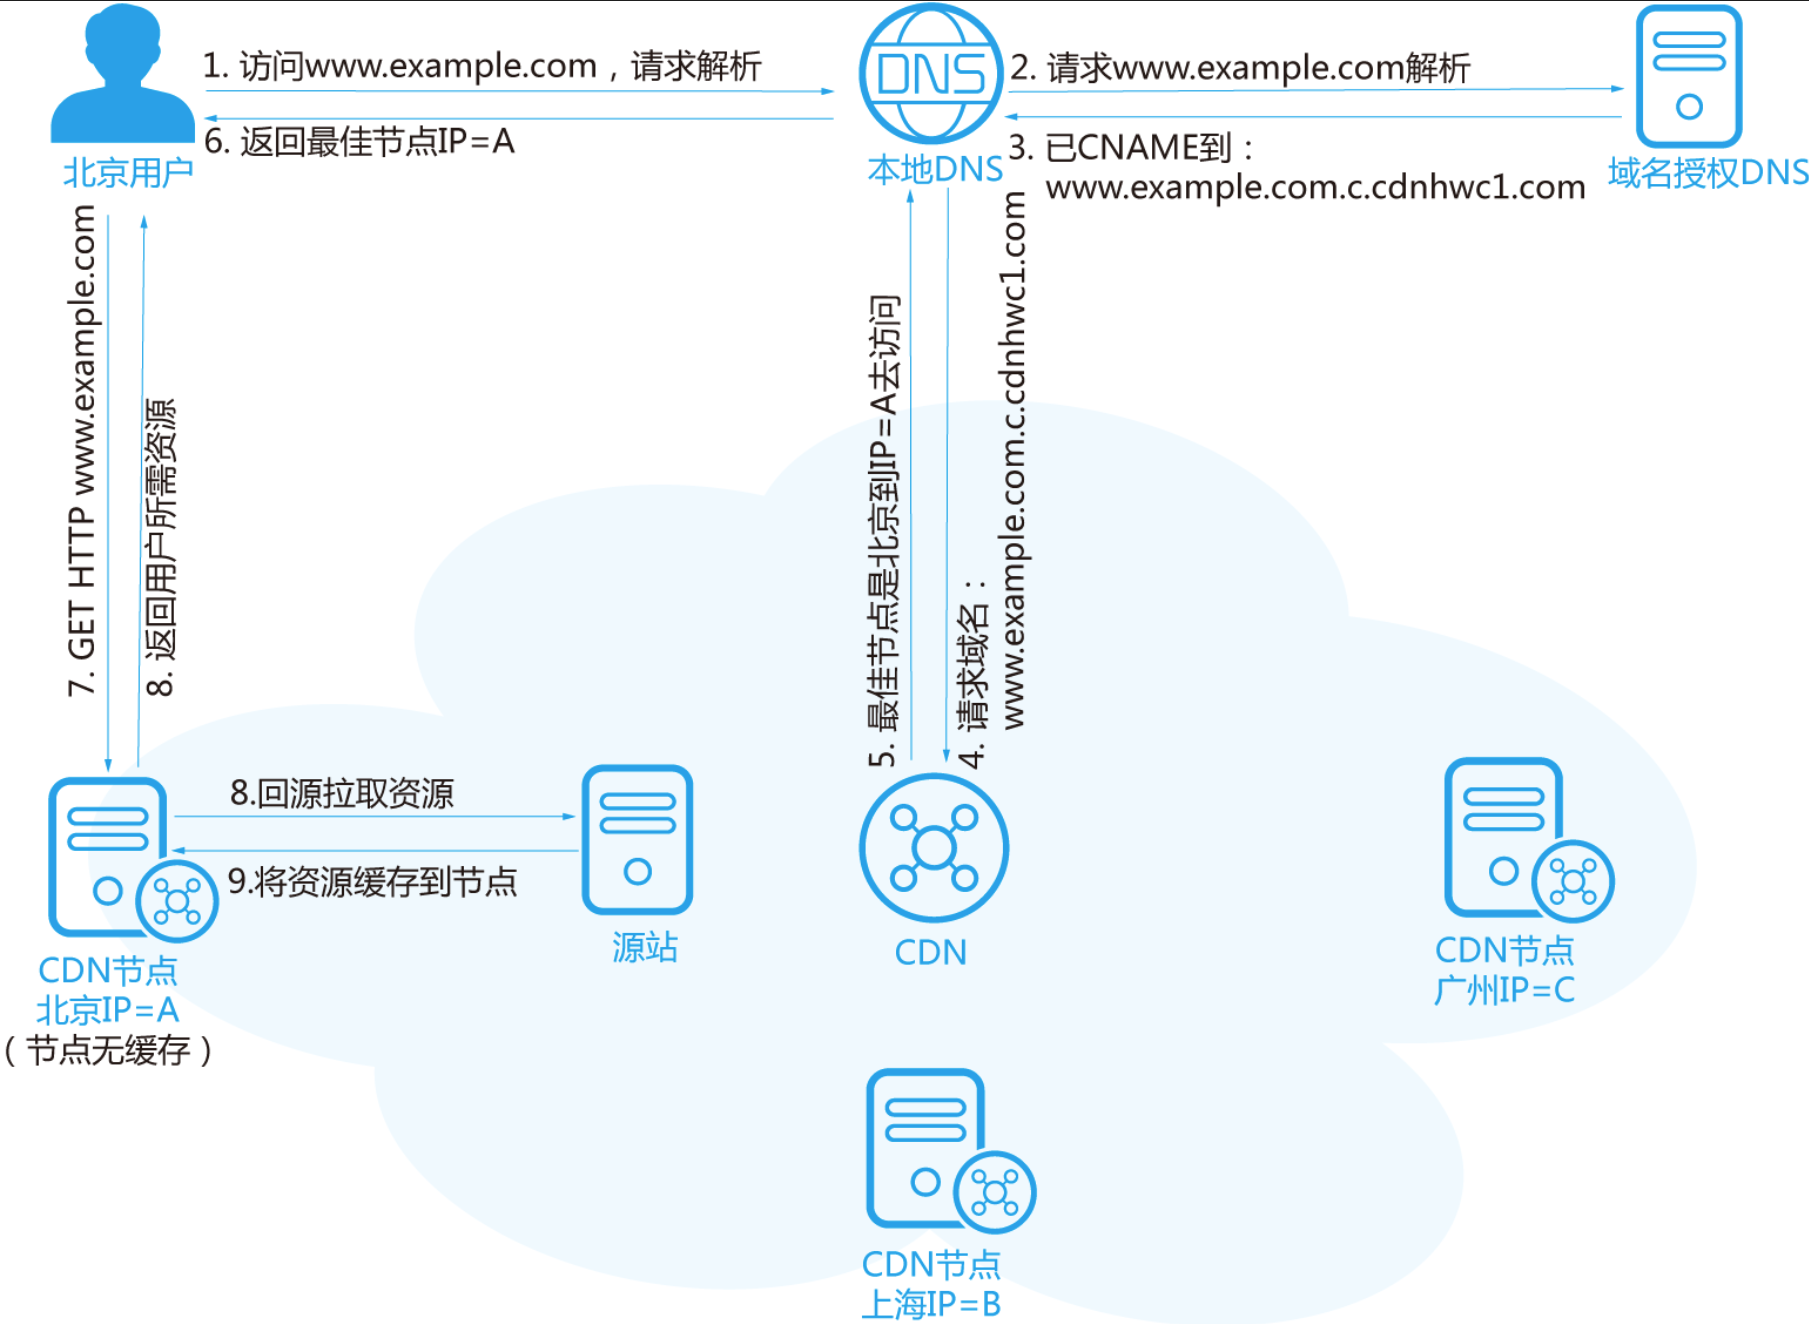 1. 访问www.example.com，请求解析
DNS
2. 请求www.example.com解析
6. 返回最佳节点IP=A
3. 已CNAME到：
www.example.com.c.cdnhwc1.com
北京用户
本地DNS
域名授权DNS
7. GET HTTP www.example.com
8. 返回用户所需资源
5. 最佳节点是北京到IP=A去访问
4. 请求域名：
www.example.com.c.cdnhwc1.com
8.回源拉取资源
9.将资源缓存到节点
源站
CDN
CDN节点
北京IP=A
（节点无缓存）
CDN节点
广州IP=C
CDN节点
上海IP=B